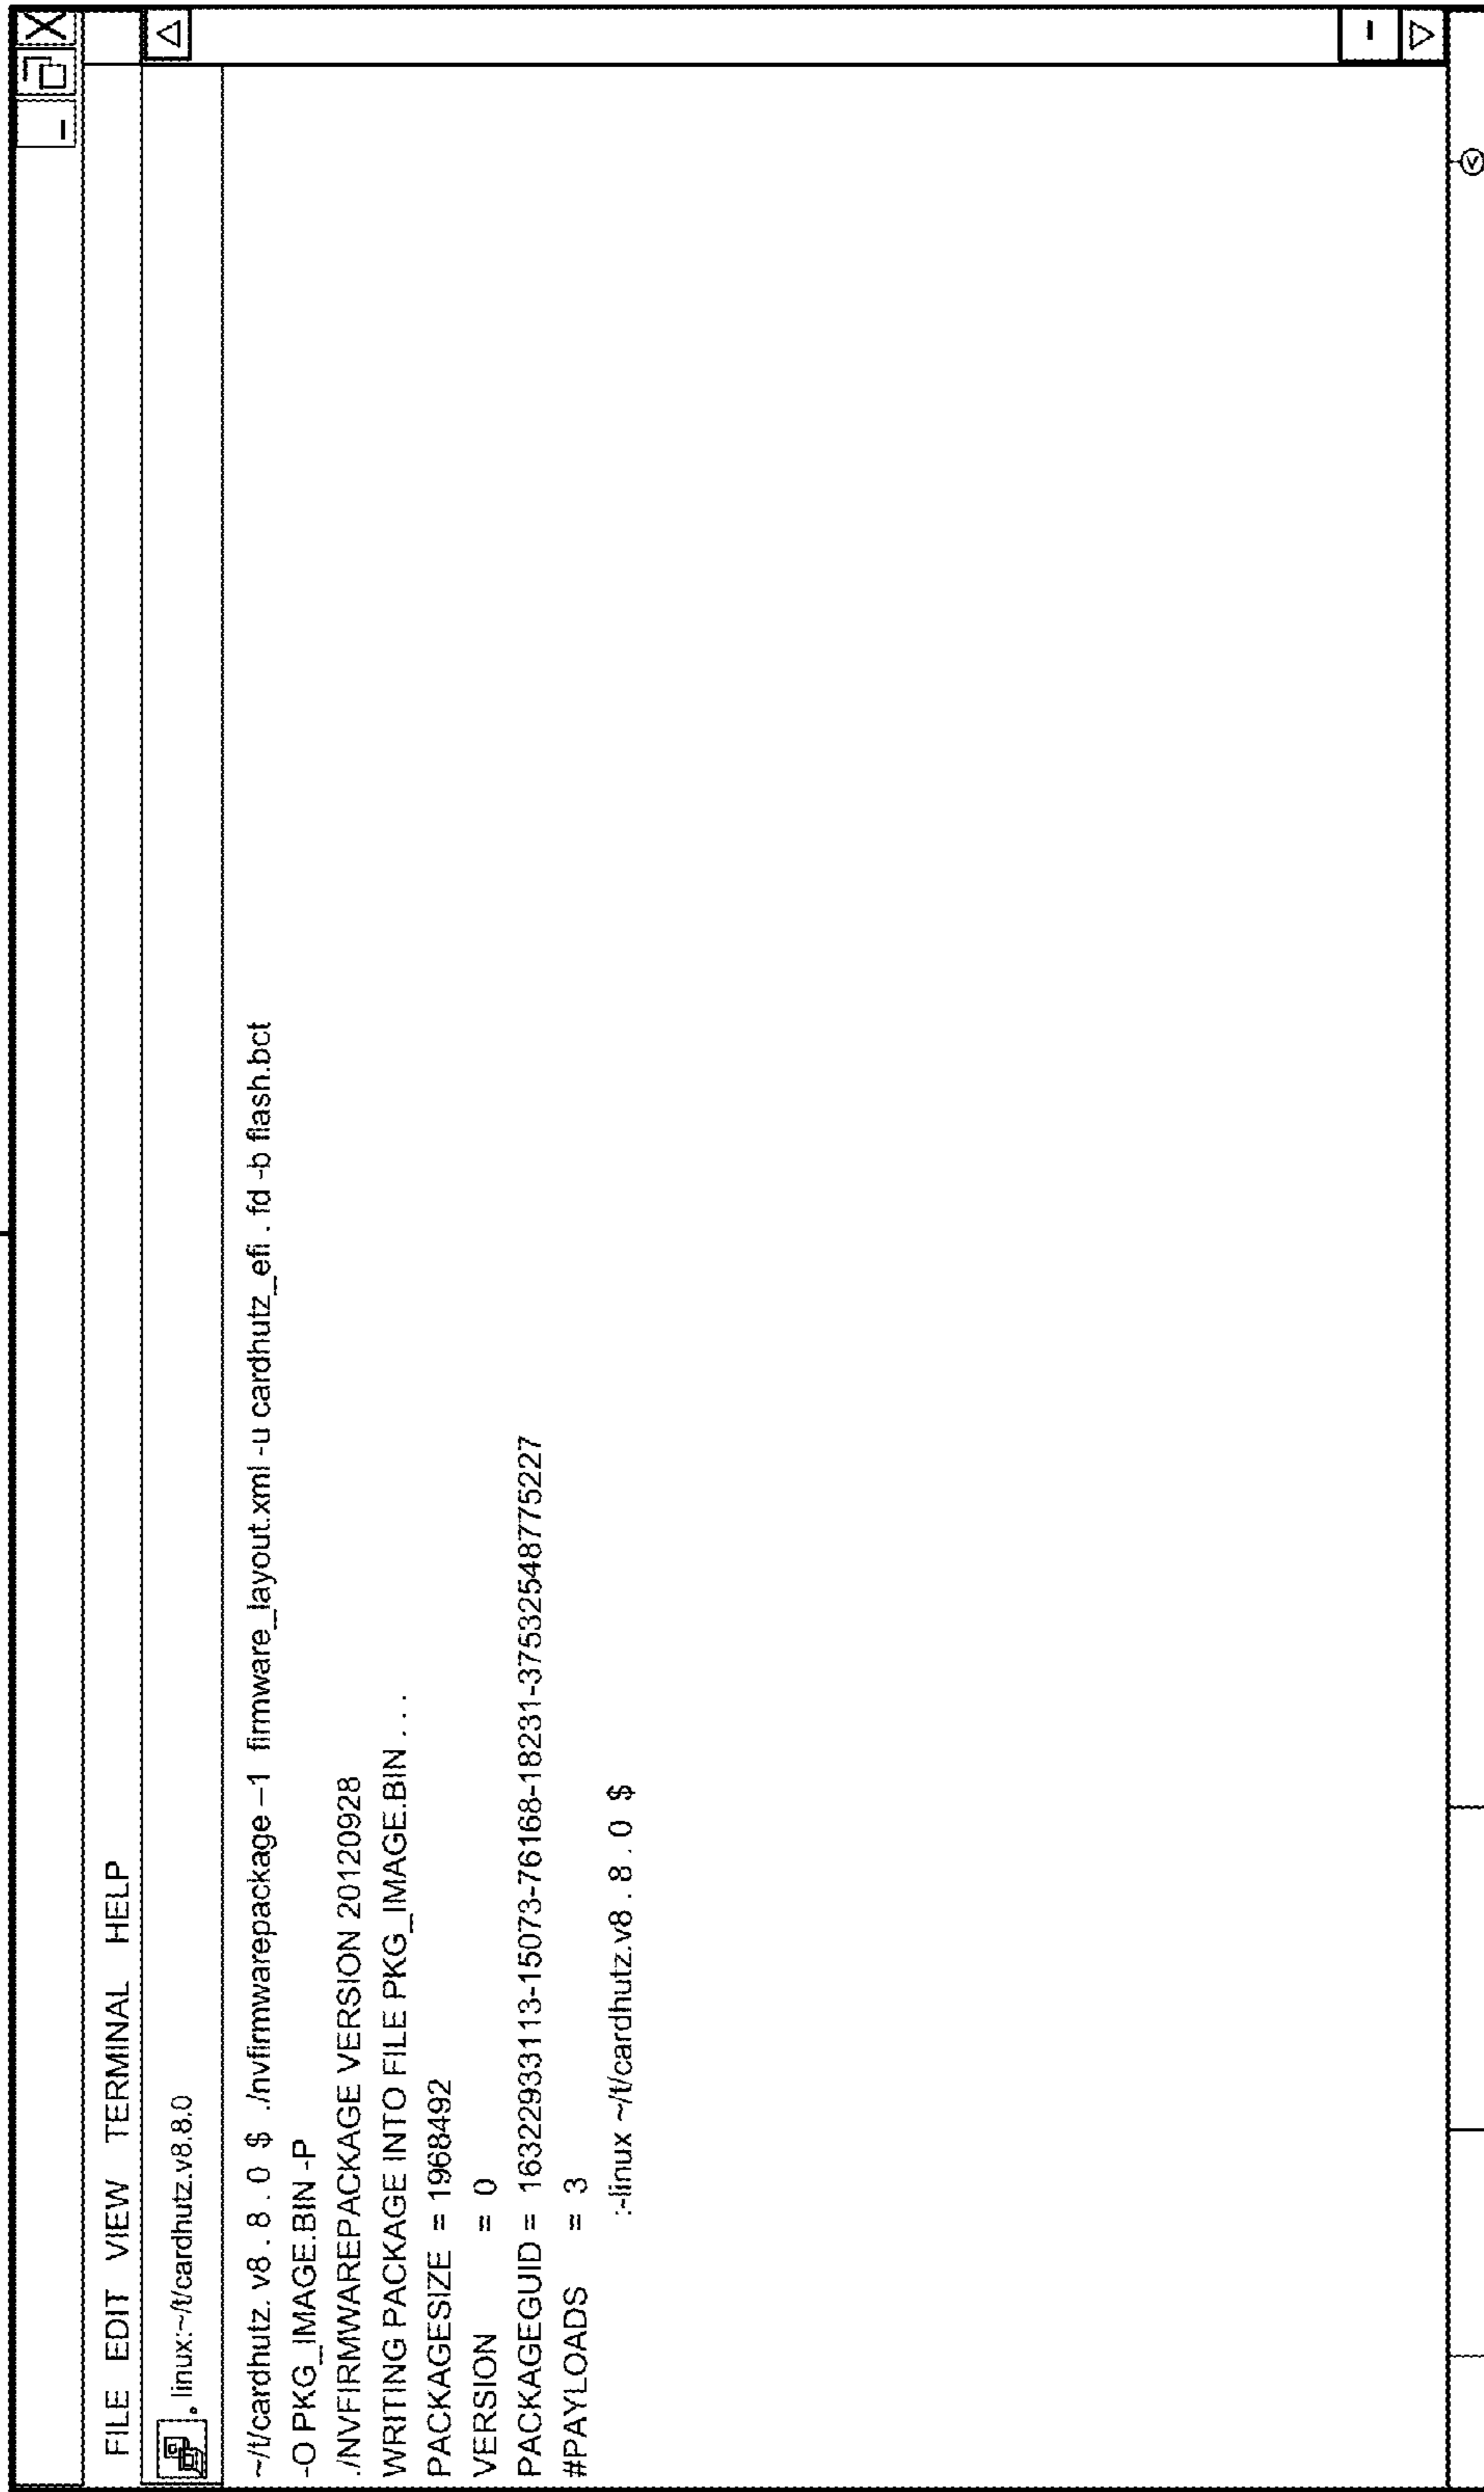 FILE EDIT VIEW TERMINAL HELP
linux:~/t/cardhutz.v8.8.0
~/t/cardhutz. v8 . 8 . 0 $ ./nvfirmwarepackage –1 firmware_layout.xml -u cardhutz_efi . fd -b flash.bct
-O PKG_IMAGE.BIN -P
./NVFIRMWAREPACKAGE VERSION 20120928
WRITING PACKAGE INTO FILE PKG_IMAGE.BIN . . .
PACKAGESIZE = 1968492
VERSION = 0
PACKAGEGUID = 16322933113-15073-76168-18231-37532548775227
#PAYLOADS = 3
:~linux ~/t/cardhutz.v8 . 8 . 0 $